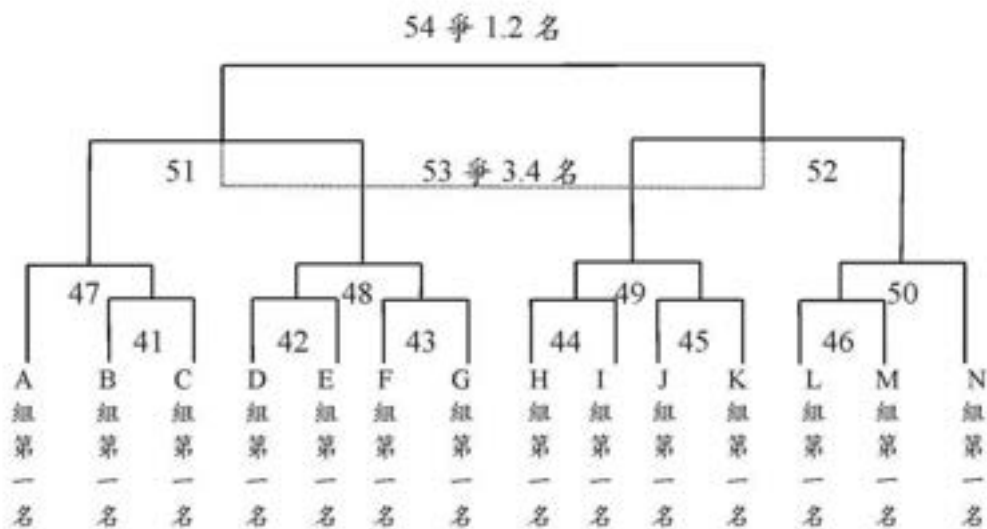 54 爭 1.2 名
51 53 爭 3.4 名 52
47 48 49 50
41 42 43 44 45 46
A B C D E F G H I J K L M N
組 組 組 組 組 組 組 組 組 組 組 組 組 組
第 第 第 第 第 第 第 第 第 第 第 第 第 第
一 一 一 一 一 一 一 一 一 一 一 一 一 一
名 名 名 名 名 名 名 名 名 名 名 名 名 名